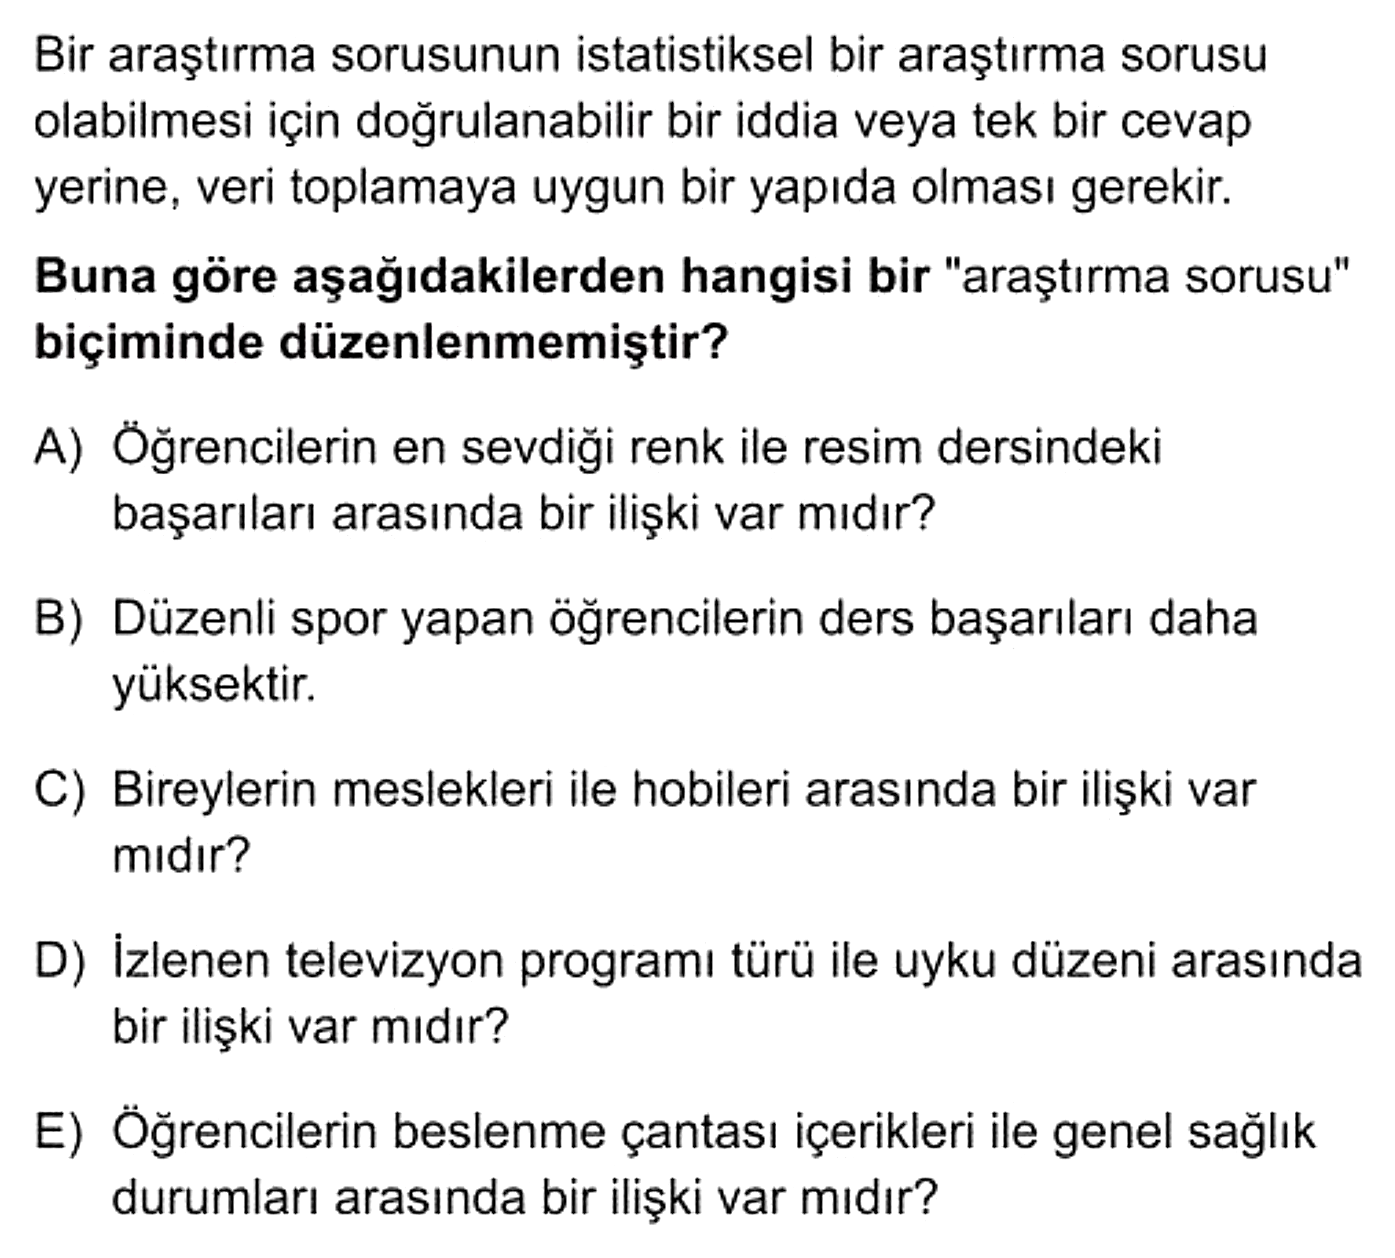 Bir araştırma sorusunun istatistiksel bir araştırma sorusu
olabilmesi için doğrulanabilir bir iddia veya tek bir cevap
yerine, veri toplamaya uygun bir yapıda olması gerekir.
Buna göre aşağıdakilerden hangisi bir "araştırma sorusu"
biçiminde düzenlenmemiştir?
A) Öğrencilerin en sevdiği renk ile resim dersindeki
başarıları arasında bir ilişki var mıdır?
B) Düzenli spor yapan öğrencilerin ders başarıları daha
yüksektir.
C) Bireylerin meslekleri ile hobileri arasında bir ilişki var
mıdır?
D) İzlenen televizyon programı türü ile uyku düzeni arasında
bir ilişki var mıdır?
E) Öğrencilerin beslenme çantası içerikleri ile genel sağlık
durumları arasında bir ilişki var mıdır?